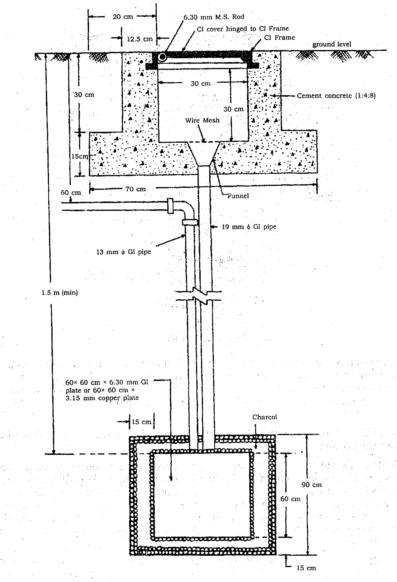 20 cm
6.30 mm M.S. Rod
CI cover hinged to CI Frame
CI Frame
12.5 cm
ground level
30 cm
30 cm
30 cm
Cement concrete (1:4:8)
Wire Mesh
15cm
60 cm
70 cm
Funnel
19 mm ϕ GI pipe
13 mm ϕ GI pipe
1.5 m (min)
60× 60 cm × 6.30 mm GI
plate or 60× 60 cm ×
3.15 mm copper plate
15 cm
Charcol
90 cm
60 cm
15 cm